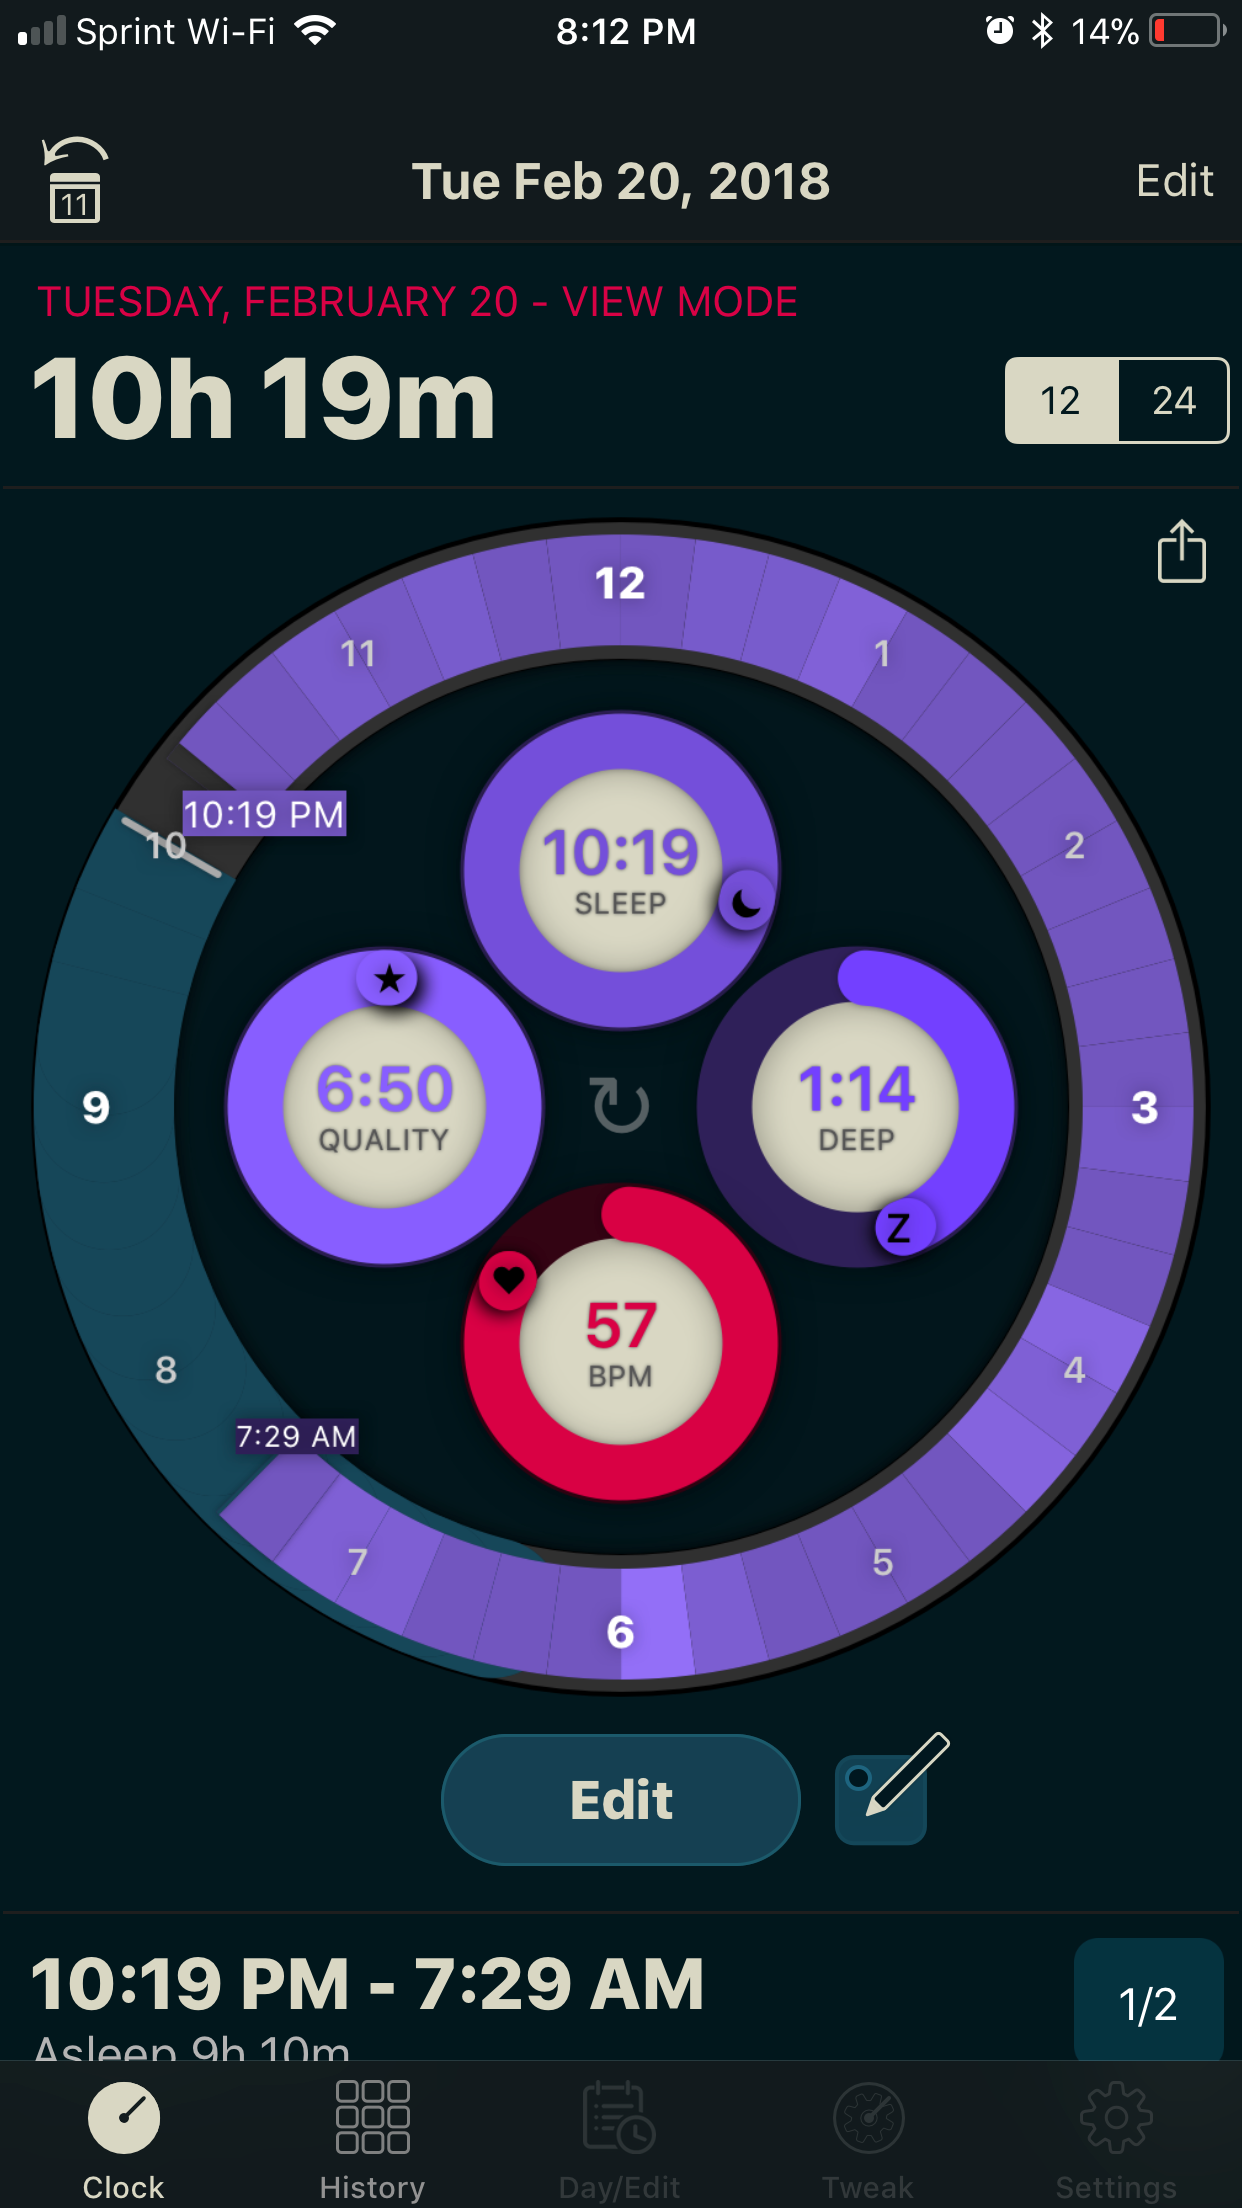 Sprint Wi-Fi 8:12 PM 14%
11 Tue Feb 20, 2018 Edit
TUESDAY, FEBRUARY 20 - VIEW MODE
10h 19m
12 24
12
11 1
10:19 PM
10 2
10:19
SLEEP
6:50
QUALITY
1:14
DEEP
Z
9 3
57
BPM
8 4
7:29 AM
7 5
6
Edit
10:19 PM - 7:29 AM
1/2
Asleep 9h 10m
Clock History Day/Edit Tweak Settings